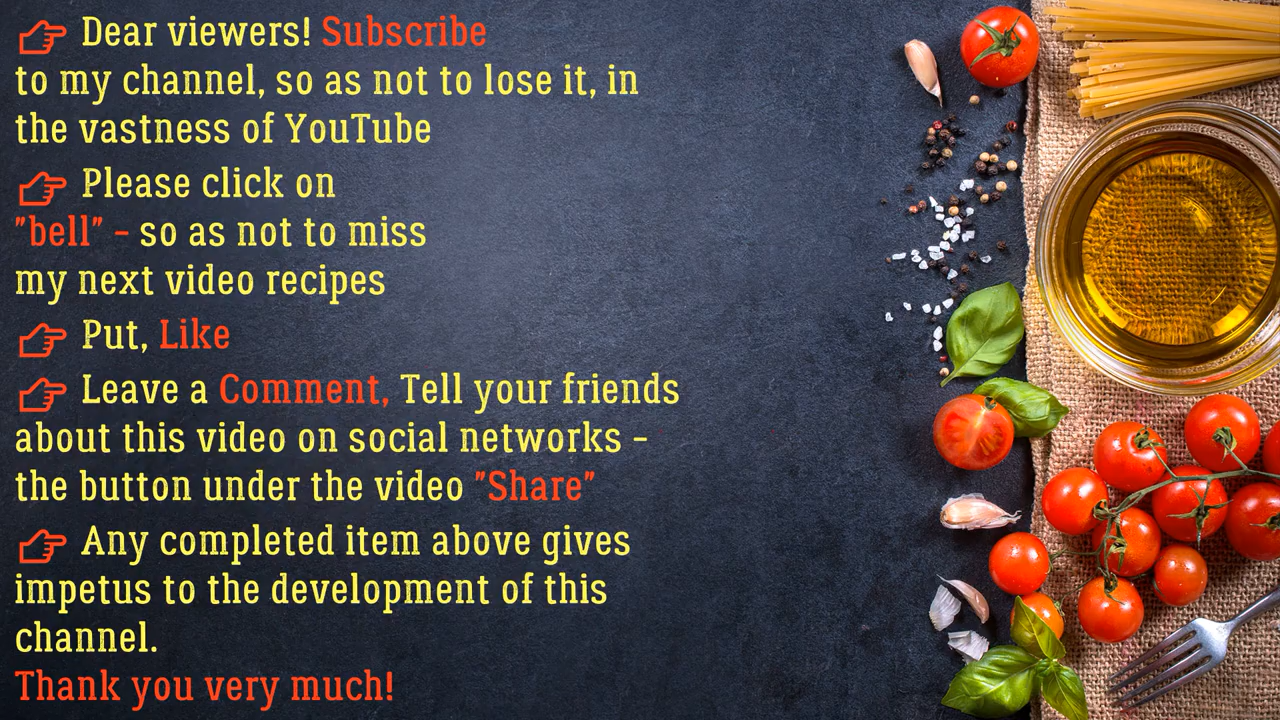 Dear viewers! Subscribe
to my channel, so as not to lose it, in
the vastness of YouTube
Please click on
"bell" - so as not to miss
my next video recipes
Put, Like
Leave a Comment, Tell your friends
about this video on social networks -
the button under the video "Share"
Any completed item above gives
impetus to the development of this
channel.
Thank you very much!